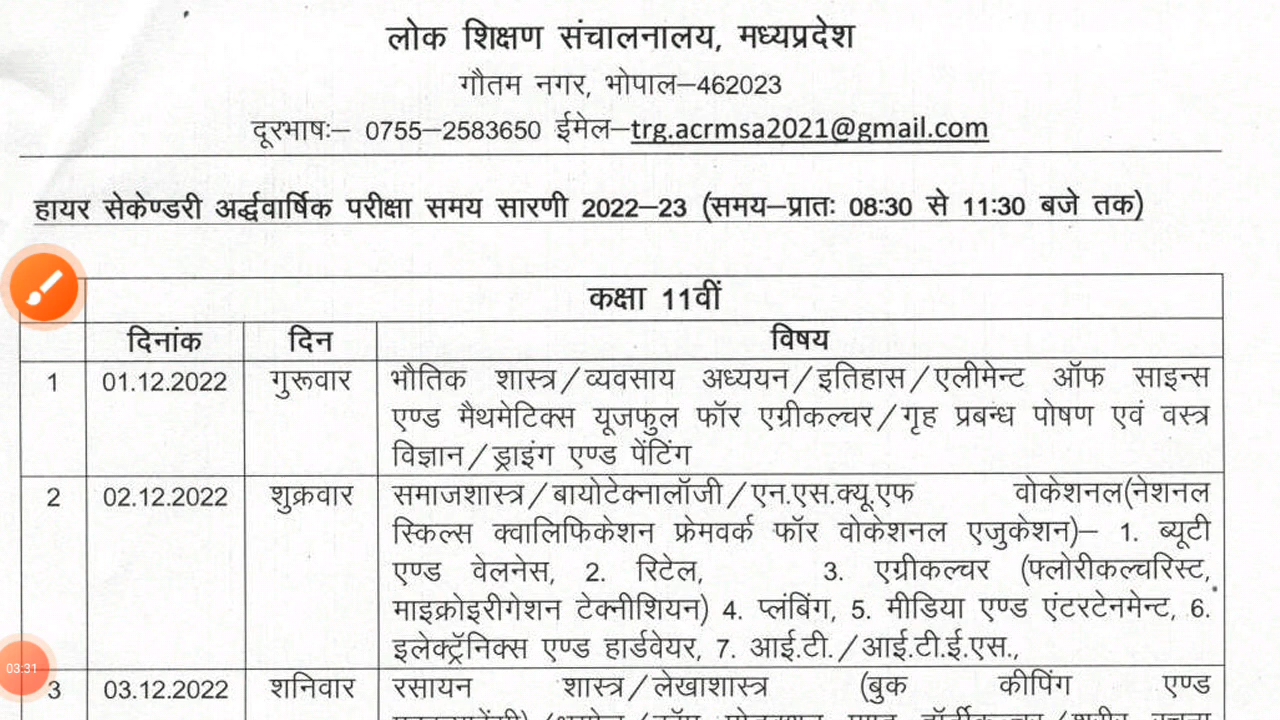 लोक शिक्षण संचालनालय, मध्यप्रदेश
गौतम नगर, भोपाल–462023
दूरभाषः– 0755–2583650 ईमेल–trg.acrmsa2021@gmail.com
हायर सेकेण्डरी अर्द्धवार्षिक परीक्षा समय सारणी 2022–23 (समय–प्रातः 08:30 से 11:30 बजे तक)
कक्षा 11वीं
दिनांक दिन विषय
1 01.12.2022 गुरूवार भौतिक शास्त्र/व्यवसाय अध्ययन/इतिहास/एलीमेन्ट ऑफ साइन्स
एण्ड मैथमेटिक्स यूजफुल फॉर एग्रीकल्चर/गृह प्रबन्ध पोषण एवं वस्त्र
विज्ञान/ड्राइंग एण्ड पेंटिंग
2 02.12.2022 शुक्रवार समाजशास्त्र/बायोटेक्नालॉजी/एन.एस.क्यू.एफ वोकेशनल(नेशनल
स्किल्स क्वालिफिकेशन फ्रेमवर्क फॉर वोकेशनल एजुकेशन)– 1. ब्यूटी
एण्ड वेलनेस, 2. रिटेल, 3. एग्रीकल्चर (फ्लोरीकल्चरिस्ट,
माइक्रोइरीगेशन टेक्नीशियन) 4. प्लंबिंग, 5. मीडिया एण्ड एंटरटेनमेन्ट, 6.
इलेक्ट्रॅनिक्स एण्ड हार्डवेयर, 7. आई.टी./आई.टी.ई.एस.,
3 03.12.2022 शनिवार रसायन शास्त्र/लेखाशास्त्र (बुक कीपिंग एण्ड
03:31